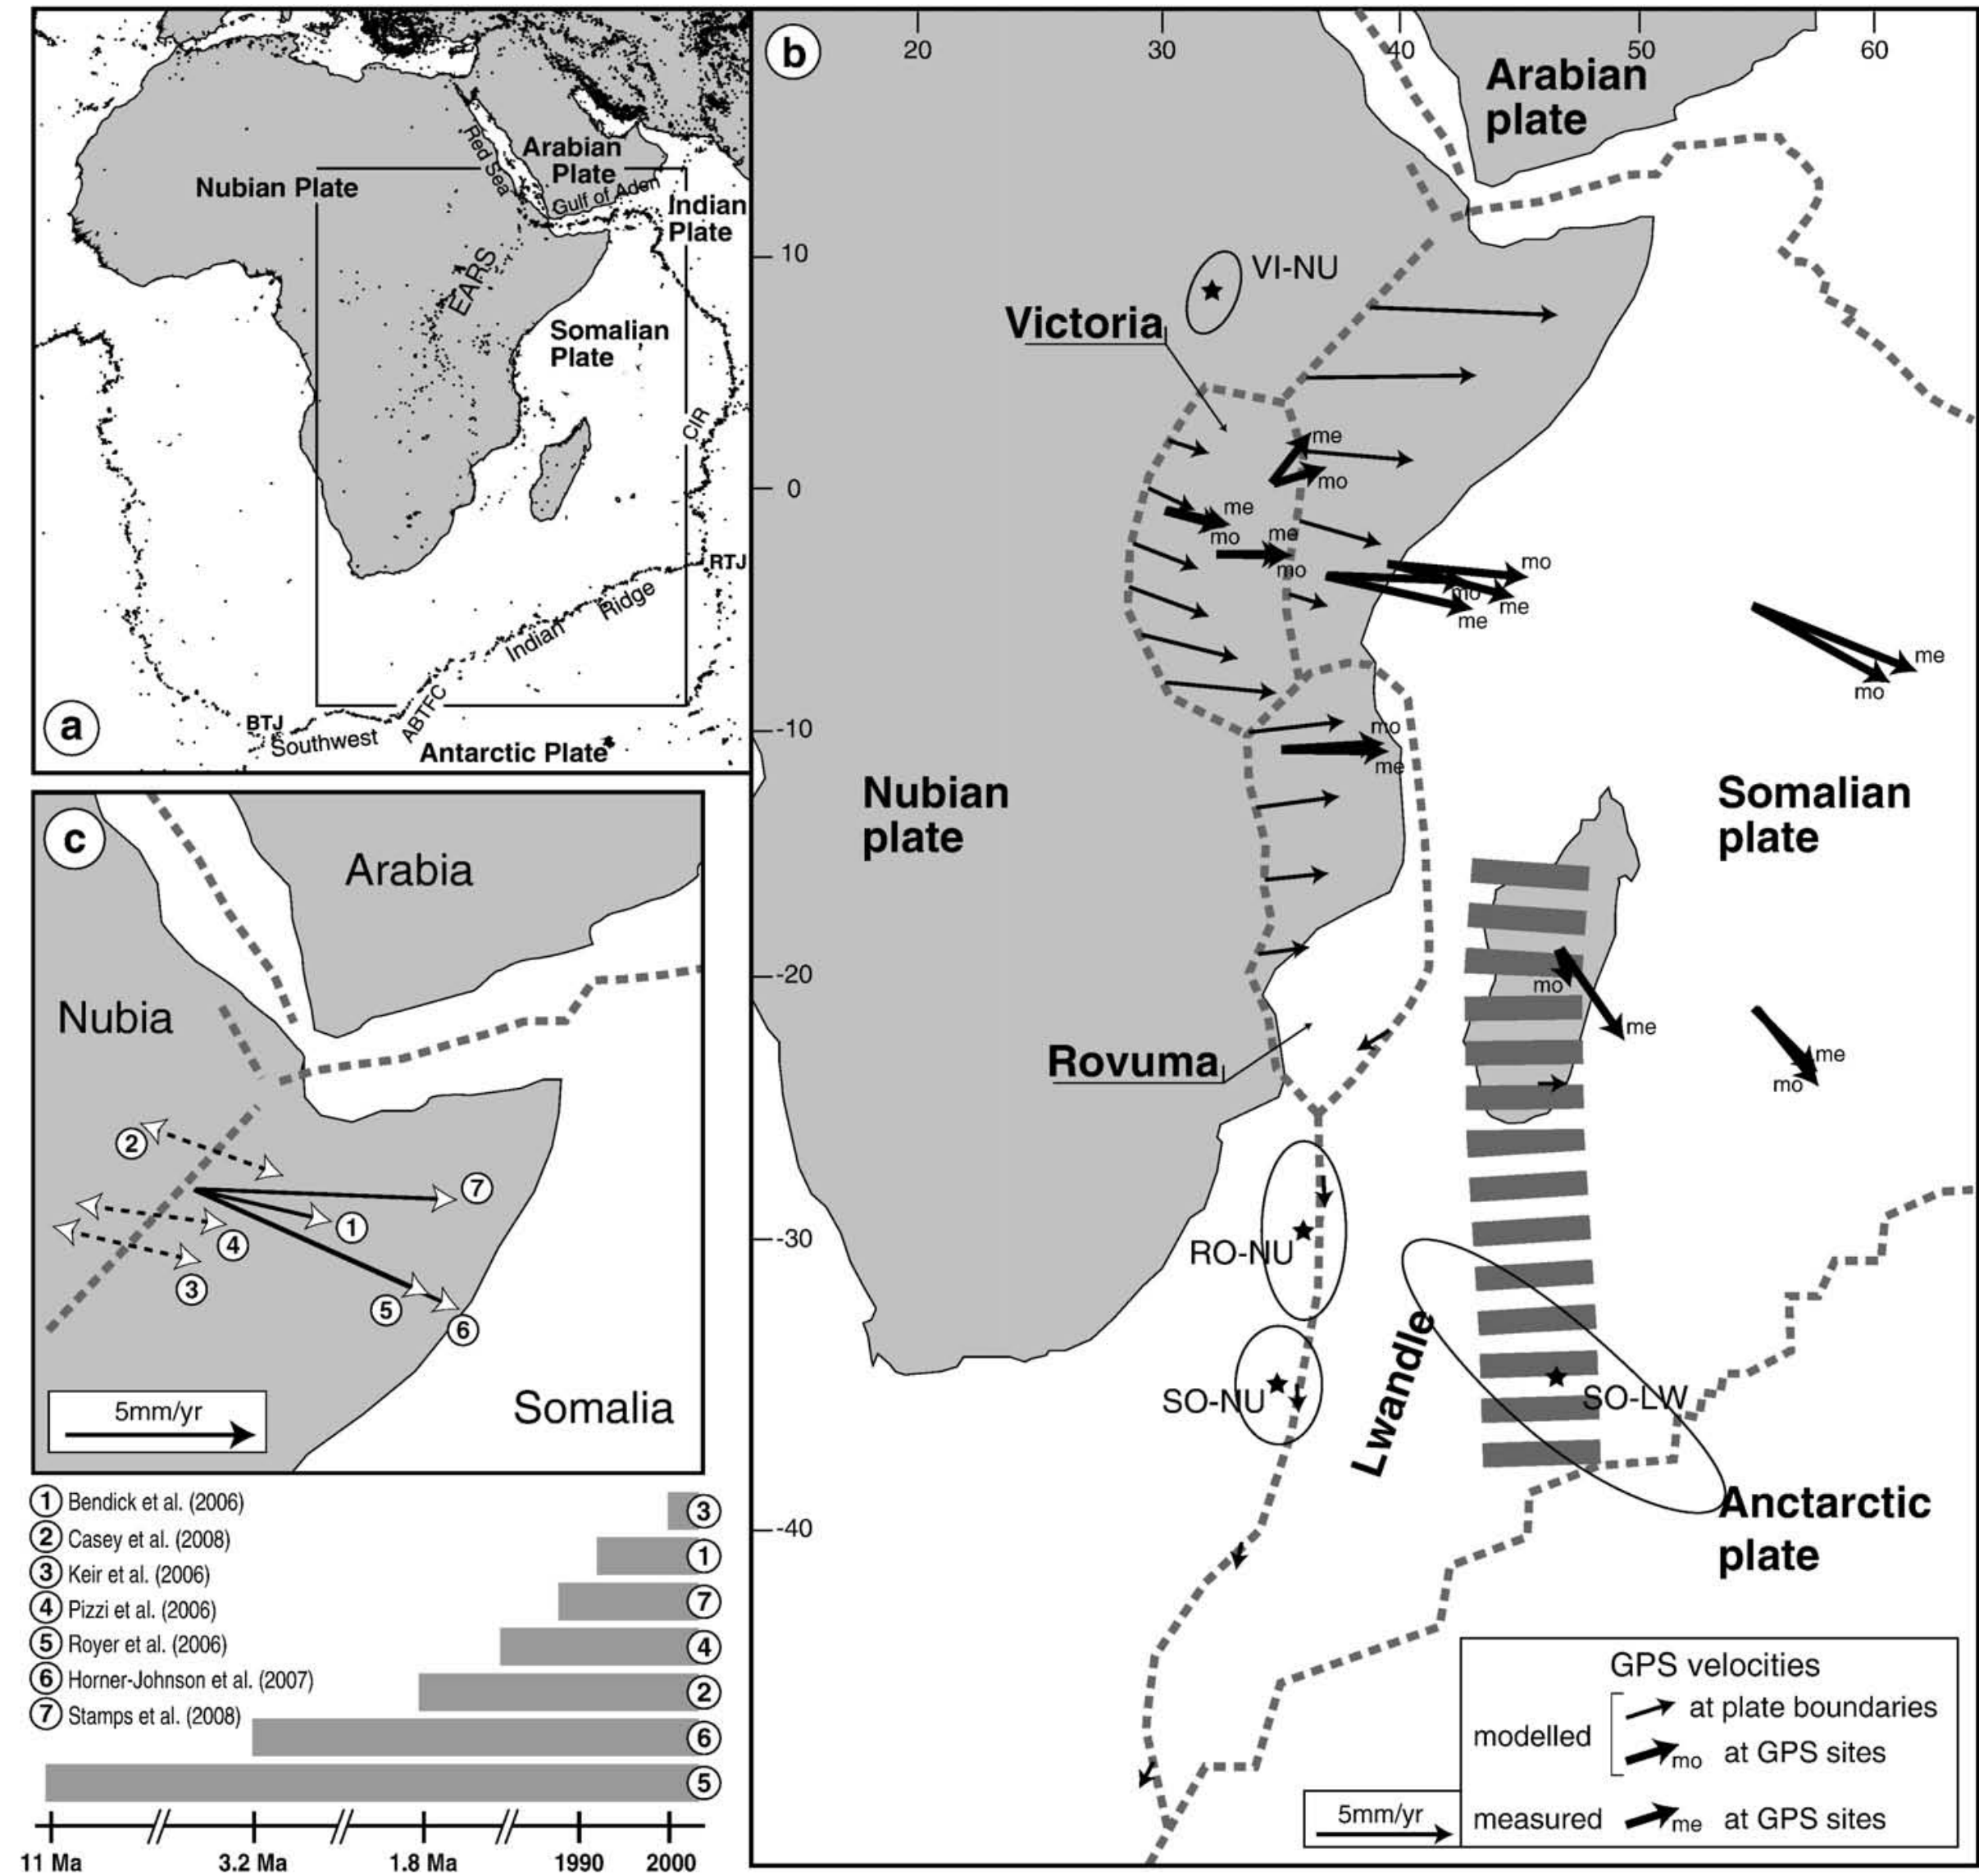 a
Nubian Plate
Red Sea
Arabian
Plate
Gulf of Aden
Indian
Plate
EARS
Somalian
Plate
CIR
RTJ
Ridge
Indian
ABTFC
BTJ
Southwest
Antarctic Plate
b
20
30
40
50
60
10
0
-10
-20
-30
-40
Arabian
plate
VI-NU
Victoria
me
mo
me
mo
me
mo
mo
mo
me
me
me
mo
mo
me
Nubian
plate
Somalian
plate
mo
me
me
mo
Rovuma
RO-NU
SO-NU
Lwandle
SO-LW
Anctarctic
plate
GPS velocities
modelled
at plate boundaries
mo at GPS sites
measured me at GPS sites
5mm/yr
c
Arabia
Nubia
2
7
1
4
3
5
6
5mm/yr
Somalia
1 Bendick et al. (2006)
2 Casey et al. (2008)
3 Keir et al. (2006)
4 Pizzi et al. (2006)
5 Royer et al. (2006)
6 Horner-Johnson et al. (2007)
7 Stamps et al. (2008)
3
1
7
4
2
6
5
11 Ma
3.2 Ma
1.8 Ma
1990
2000